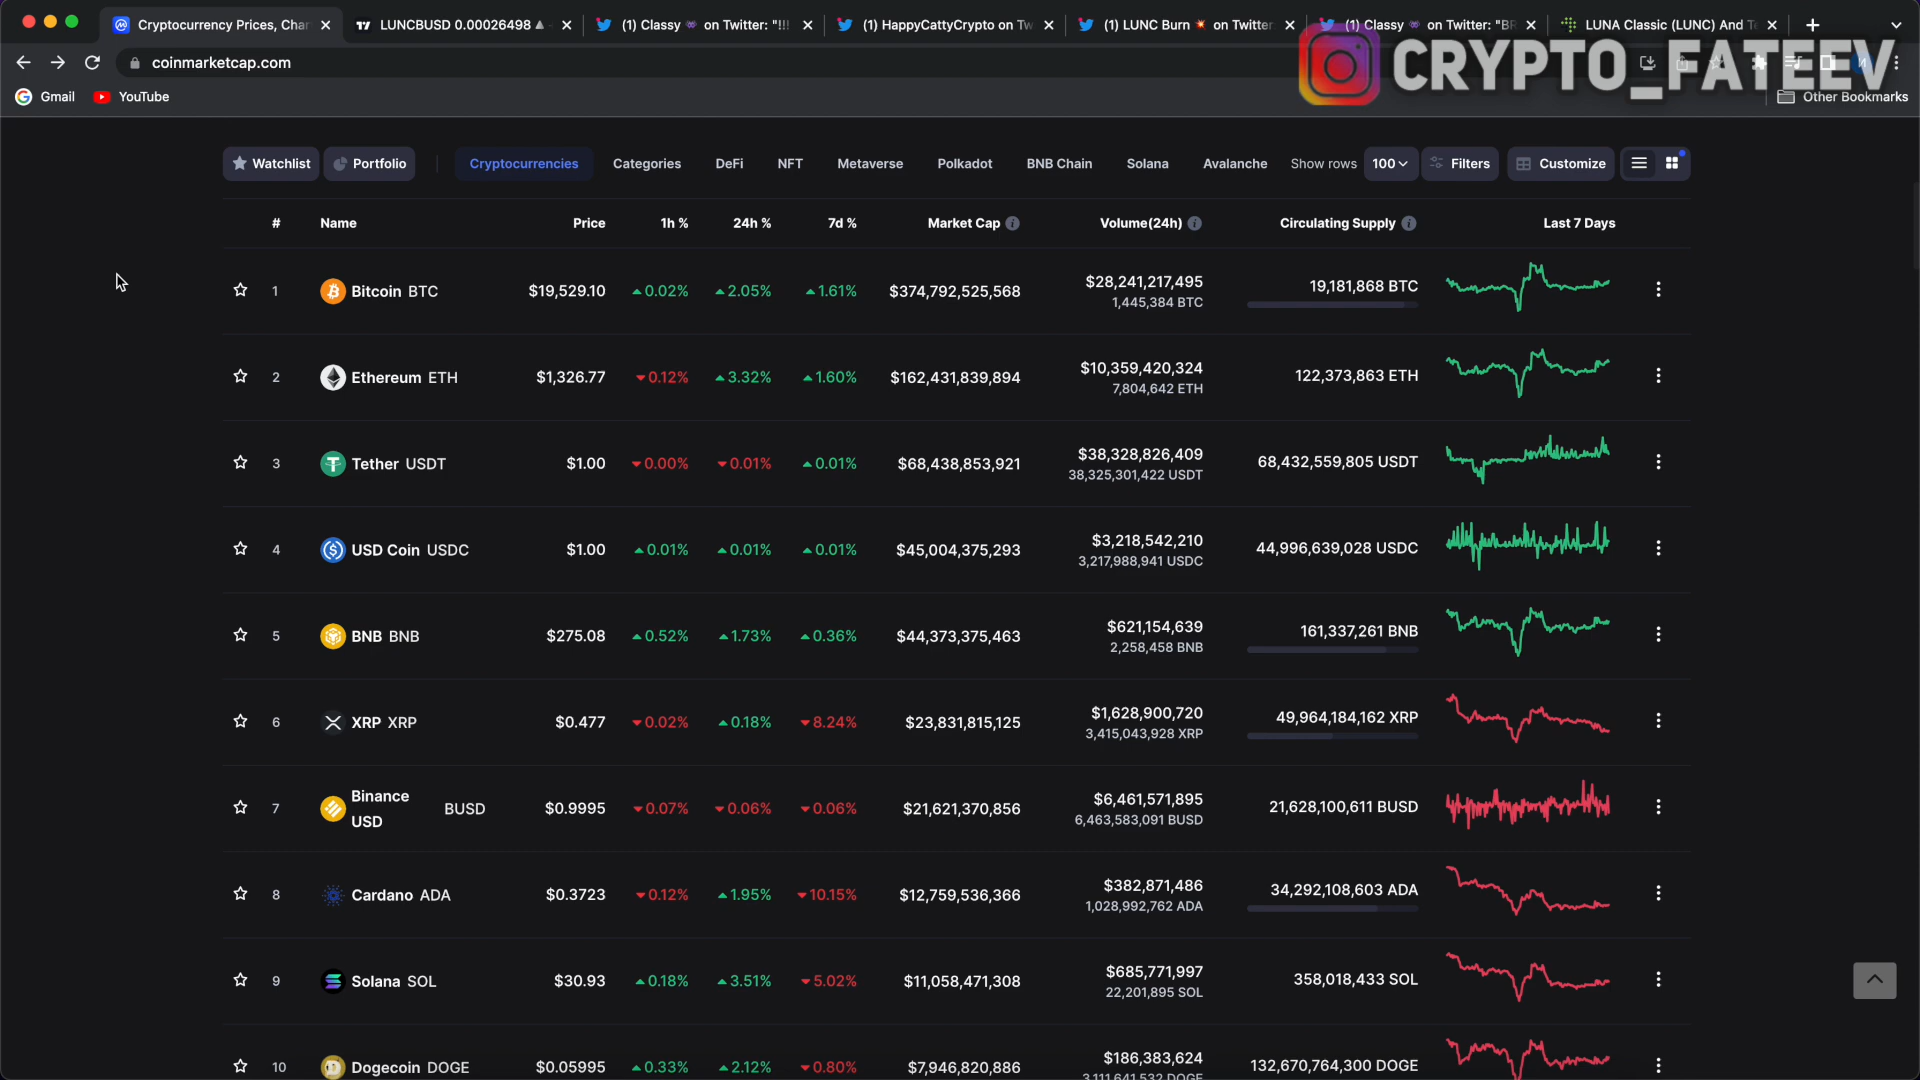 Cryptocurrency Prices, Char
LUNCBUSD 0.00026498 ▲ -
(1) Classy 👾 on Twitter: "!!!
(1) HappyCattyCrypto on Tw
(1) LUNC Burn 💥 on Twitter
(1) Classy 👾 on Twitter: "BR
LUNA Classic (LUNC) And Te
coinmarketcap.com
CRYPTO_FATEEV
Gmail YouTube
Other Bookmarks
Watchlist Portfolio Cryptocurrencies Categories DeFi NFT Metaverse Polkadot BNB Chain Solana Avalanche Show rows 100 Filters Customize
# Name Price 1h % 24h % 7d % Market Cap Volume(24h) Circulating Supply Last 7 Days
1 Bitcoin BTC $19,529.10 0.02% 2.05% 1.61% $374,792,525,568 $28,241,217,495 19,181,868 BTC
1,445,384 BTC
2 Ethereum ETH $1,326.77 0.12% 3.32% 1.60% $162,431,839,894 $10,359,420,324 122,373,863 ETH
7,804,642 ETH
3 Tether USDT $1.00 0.00% 0.01% 0.01% $68,438,853,921 $38,328,826,409 68,432,559,805 USDT
38,325,301,422 USDT
4 USD Coin USDC $1.00 0.01% 0.01% 0.01% $45,004,375,293 $3,218,542,210 44,996,639,028 USDC
3,217,988,941 USDC
5 BNB BNB $275.08 0.52% 1.73% 0.36% $44,373,375,463 $621,154,639 161,337,261 BNB
2,258,458 BNB
6 XRP XRP $0.477 0.02% 0.18% 8.24% $23,831,815,125 $1,628,900,720 49,964,184,162 XRP
3,415,043,928 XRP
7 Binance USD BUSD $0.9995 0.07% 0.06% 0.06% $21,621,370,856 $6,461,571,895 21,628,100,611 BUSD
6,463,583,091 BUSD
8 Cardano ADA $0.3723 0.12% 1.95% 10.15% $12,759,536,366 $382,871,486 34,292,108,603 ADA
1,028,992,762 ADA
9 Solana SOL $30.93 0.18% 3.51% 5.02% $11,058,471,308 $685,771,997 358,018,433 SOL
22,201,895 SOL
10 Dogecoin DOGE $0.05995 0.33% 2.12% 0.80% $7,946,820,886 $186,383,624 132,670,764,300 DOGE
3,111,641,532 DOGE